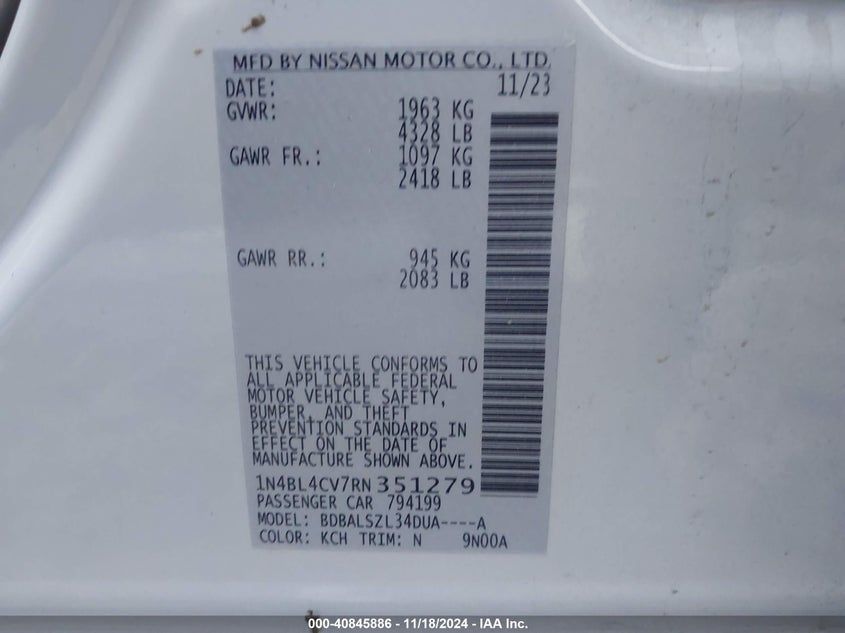 MFD BY NISSAN MOTOR CO., LTD.
DATE: 11/23
GVWR: 1963 KG
4328 LB
GAWR FR.: 1097 KG
2418 LB
GAWR RR.: 945 KG
2083 LB
THIS VEHICLE CONFORMS TO
ALL APPLICABLE FEDERAL
MOTOR VEHICLE SAFETY,
BUMPER, AND THEFT
PREVENTION STANDARDS IN
EFFECT ON THE DATE OF
MANUFACTURE SHOWN ABOVE.
1N4BL4CV7RN351279
PASSENGER CAR 794199
MODEL: BDBALSZL34DUA----A
COLOR: KCH TRIM: N 9N00A
000-40845886 - 11/18/2024 - IAA Inc.